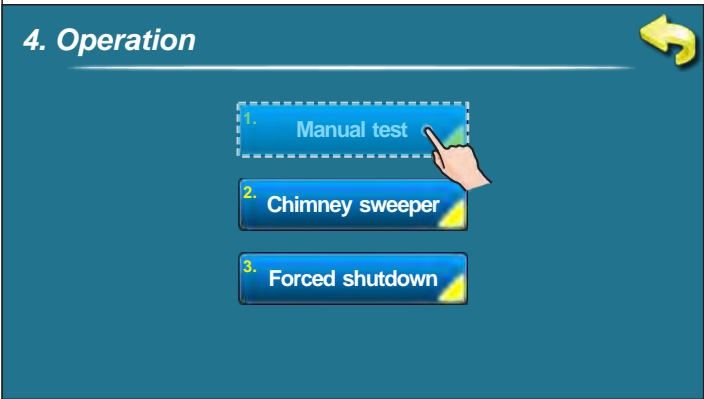 4. Operation
1. Manual test
2. Chimney sweeper
3. Forced shutdown